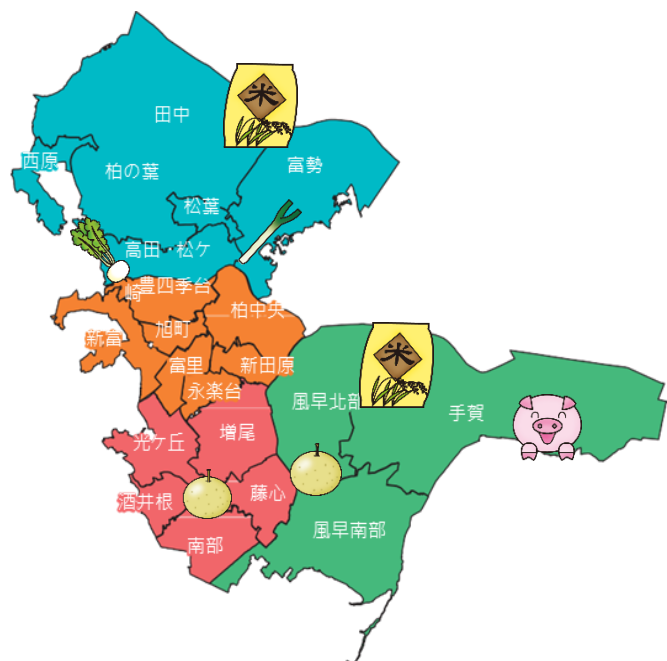 田中
米
西原
柏の葉
富勢
松葉
高田・松ケ
崎
豊四季台
柏中央
旭町
新富
富里
新田原
永楽台
米
風早北部
手賀
光ケ丘
増尾
酒井根
藤心
南部
風早南部